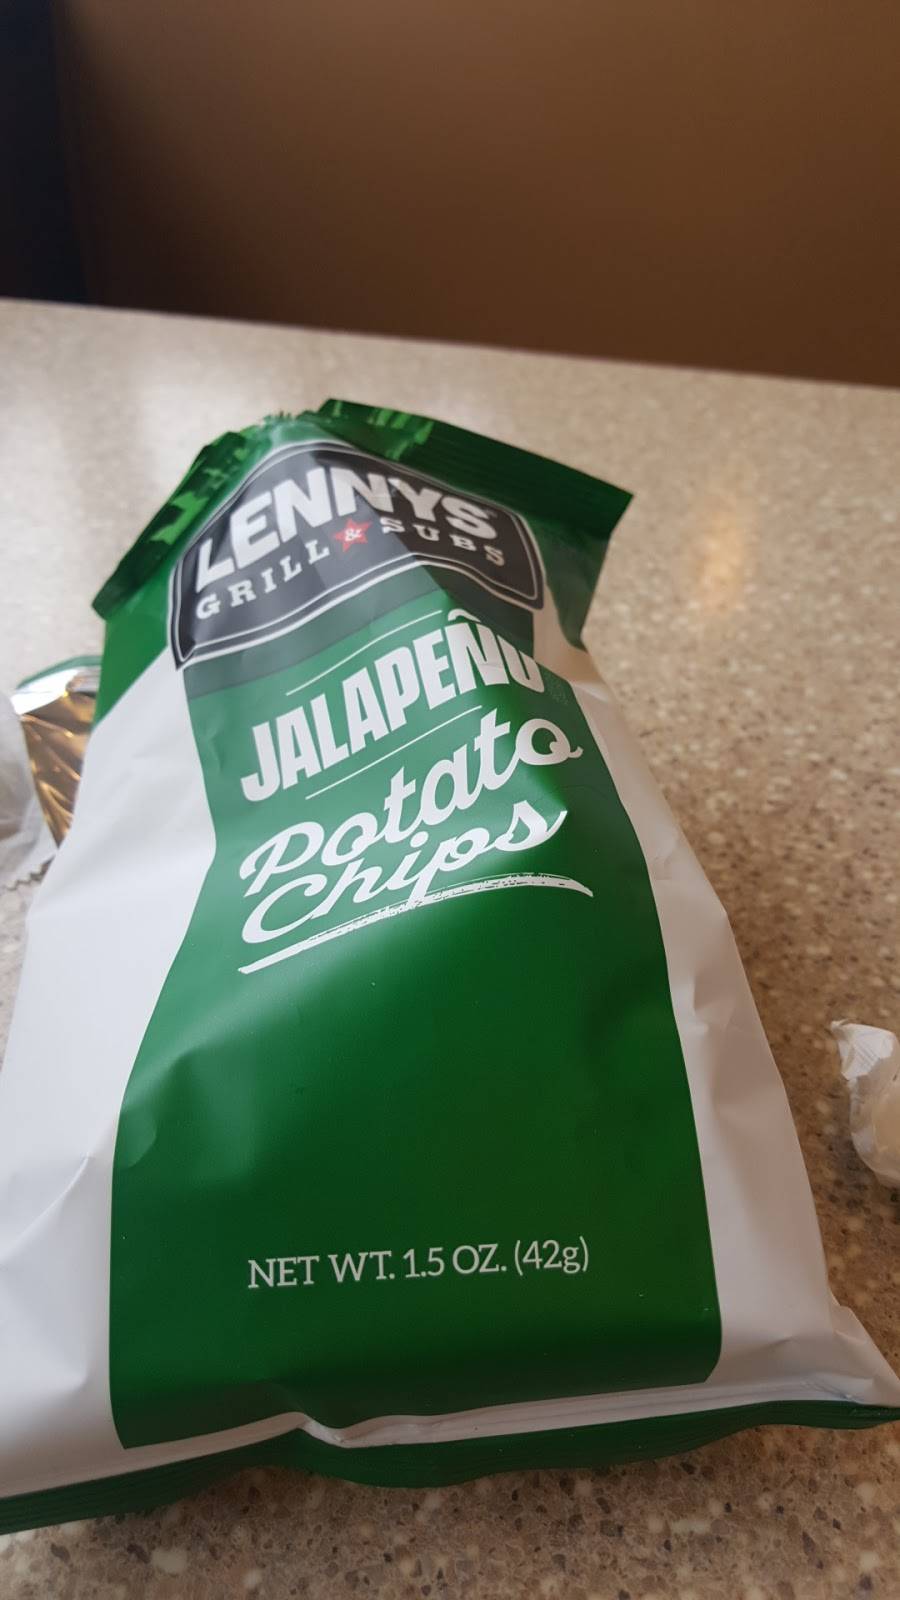 LENNYS
GRILL & SUBS
JALAPEÑO
Potato
Chips
NET WT. 1.5 OZ. (42g)